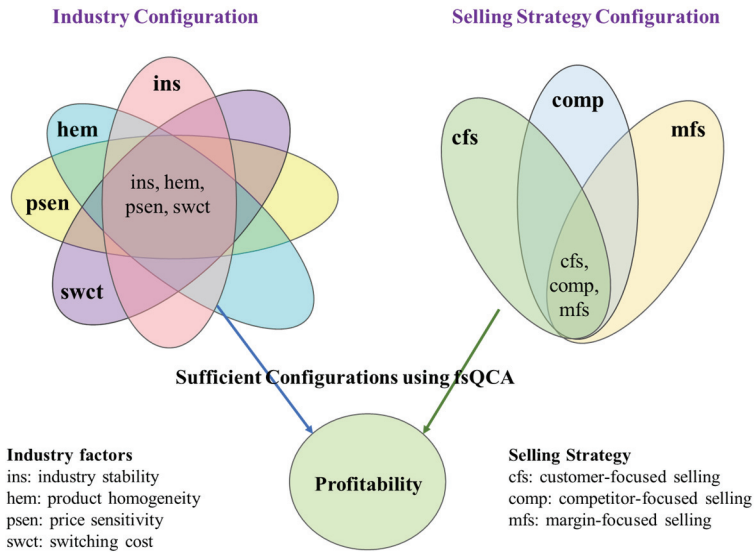 Industry Configuration
Selling Strategy Configuration
ins
hem
psen
swct
ins, hem,
psen, swct
cfs
comp
mfs
cfs,
comp,
mfs
Sufficient Configurations using fsQCA
Profitability
Industry factors
ins: industry stability
hem: product homogeneity
psen: price sensitivity
swct: switching cost
Selling Strategy
cfs: customer-focused selling
comp: competitor-focused selling
mfs: margin-focused selling